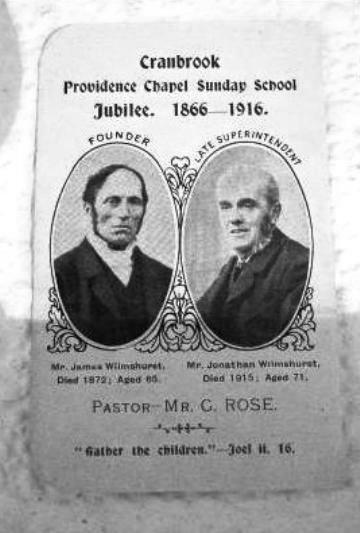 Cranbrook
Providence Chapel Sunday School
Jubilee. 1866—1916.
FOUNDER
LATE SUPERINTENDENT
Mr. James Wilmshurst,
Died 1872; Aged 65.
Mr. Jonathan Wilmshurst,
Died 1915; Aged 71.
PASTOR—MR. C. ROSE.
"Gather the children."—Joel ii. 16.